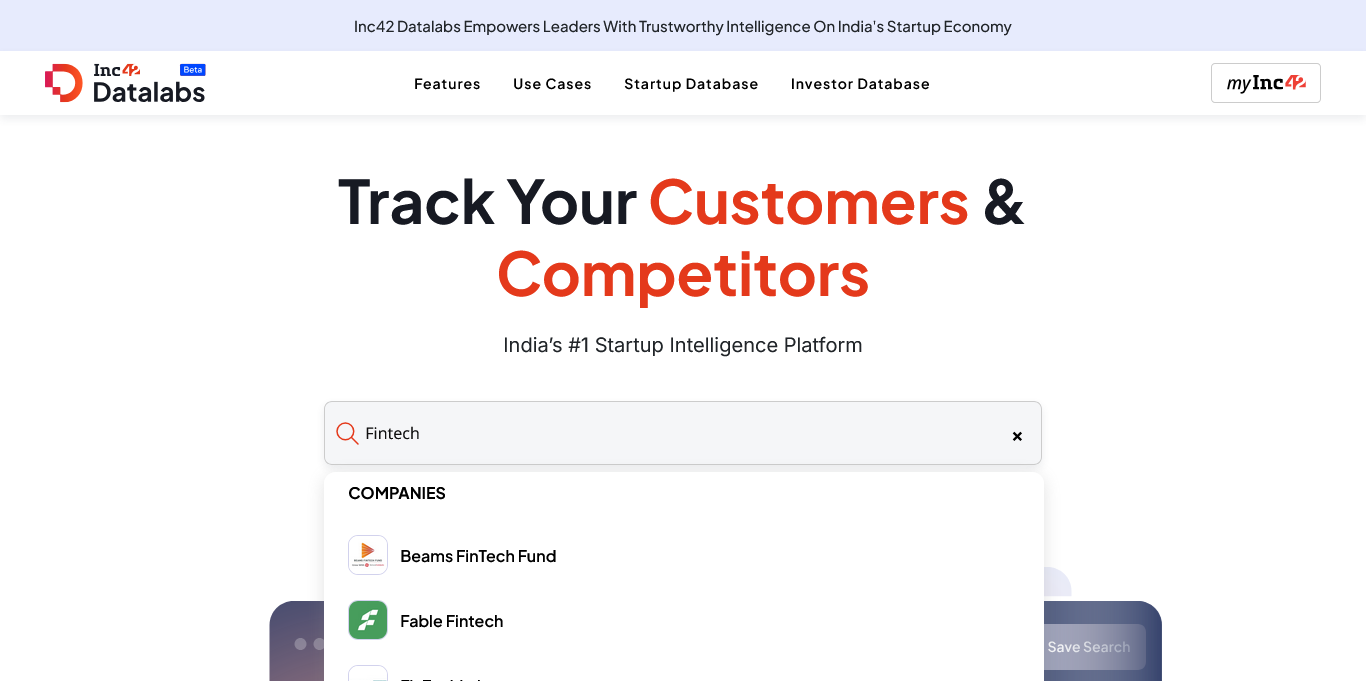 Inc42 Datalabs Empowers Leaders With Trustworthy Intelligence On India's Startup Economy
Inc42 Beta
Datalabs
Features
Use Cases
Startup Database
Investor Database
myInc42
Track Your Customers &
Competitors
India’s #1 Startup Intelligence Platform
Fintech
COMPANIES
Beams FinTech Fund
Fable Fintech
Save Search